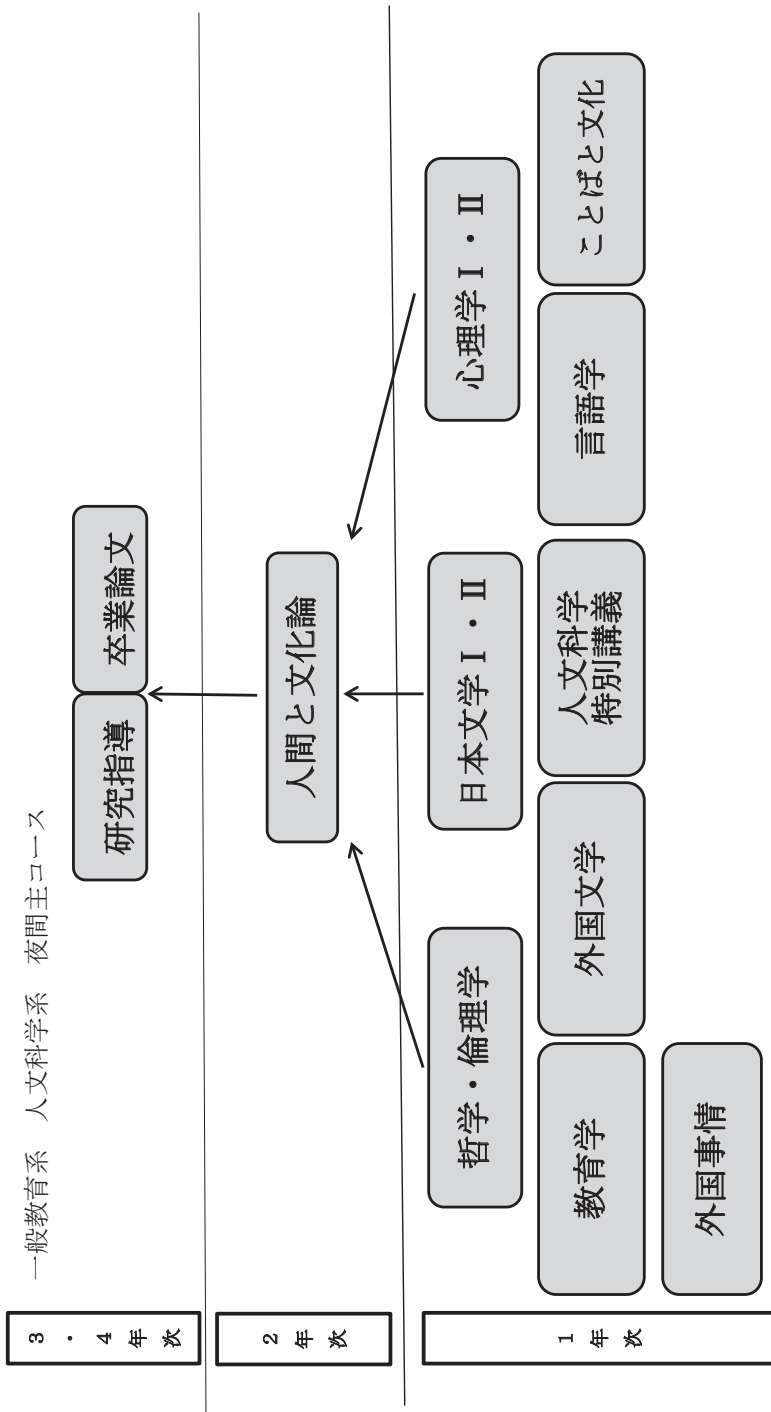 一般教育系 人文科学系 夜間主コース
3・4年次
研究指導
卒業論文
2年次
人間と文化論
1年次
哲学・倫理学
日本文学Ⅰ・Ⅱ
心理学Ⅰ・Ⅱ
教育学
外国文学
人文科学
特別講義
言語学
ことばと文化
外国事情